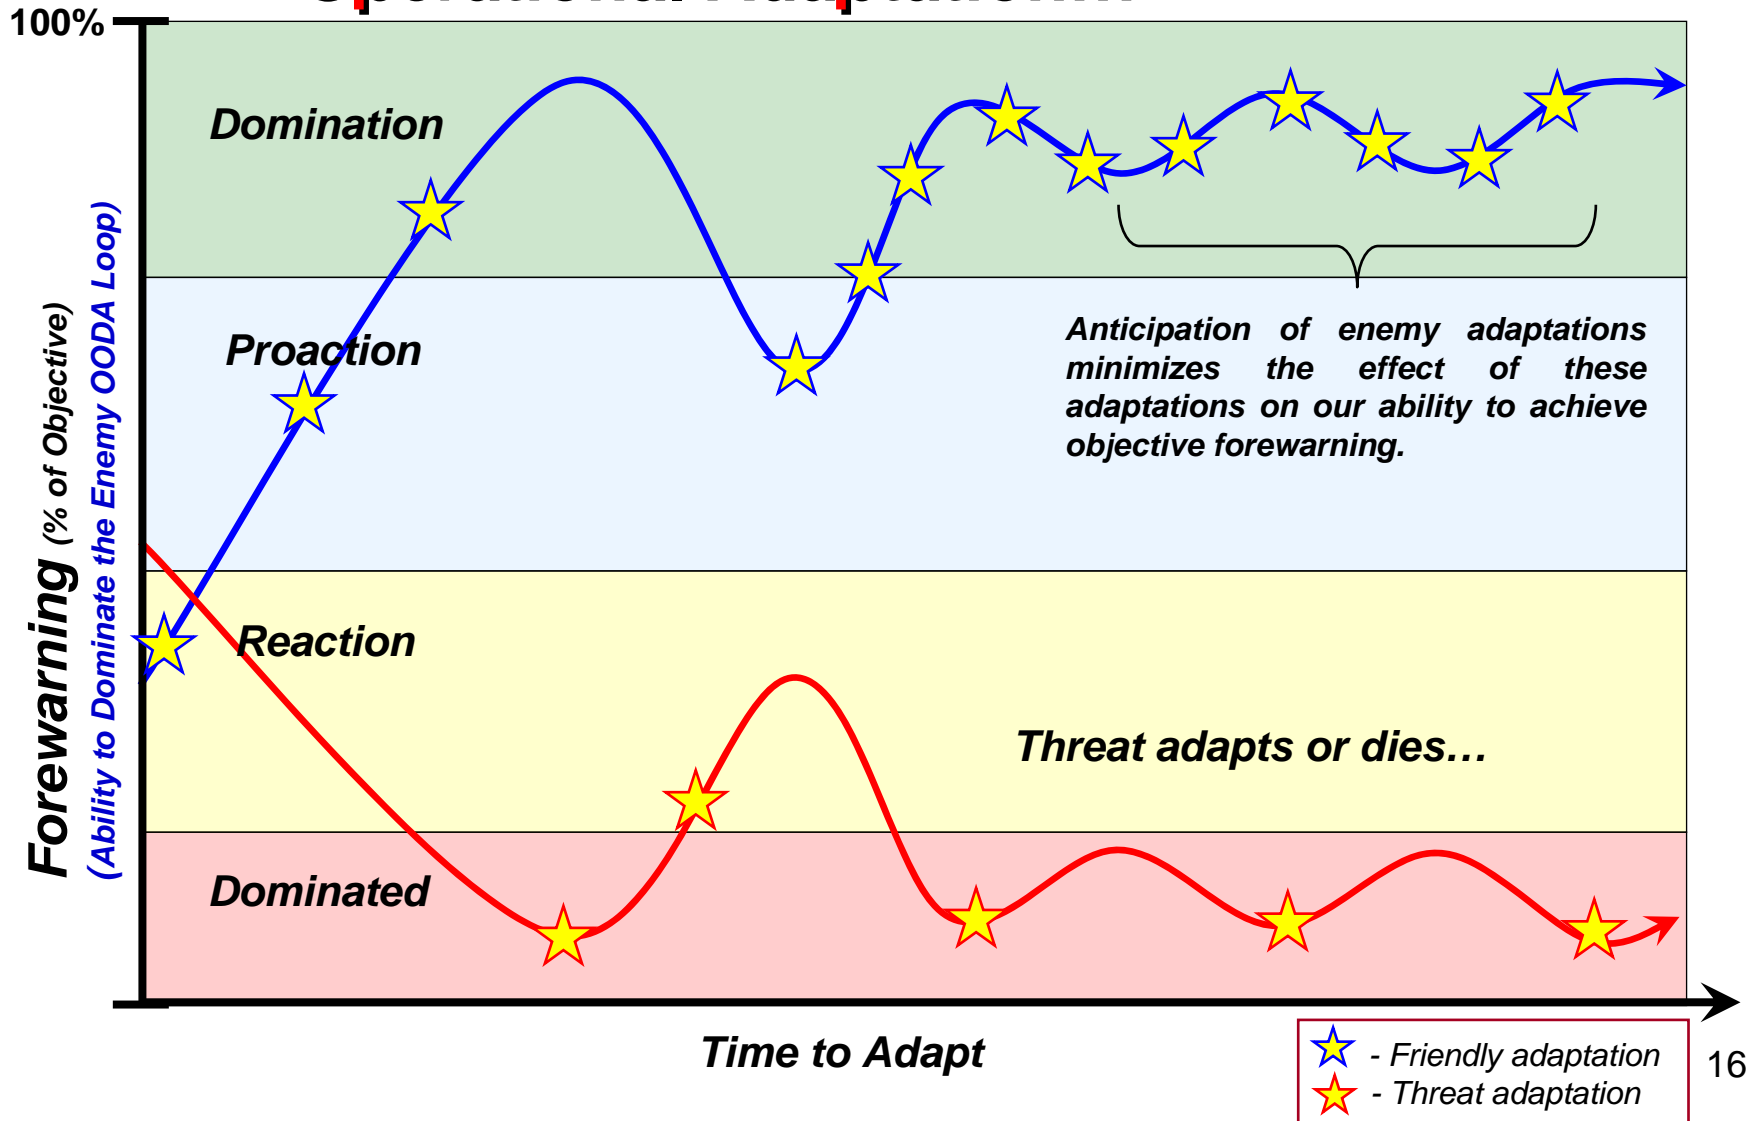 100%
Domination
Proaction
Reaction
Dominated
Forewarning (% of Objective)
(Ability to Dominate the Enemy OODA Loop)
Anticipation of enemy adaptations
minimizes the effect of these
adaptations on our ability to achieve
objective forewarning.
Threat adapts or dies…
Time to Adapt
- Friendly adaptation
- Threat adaptation
16